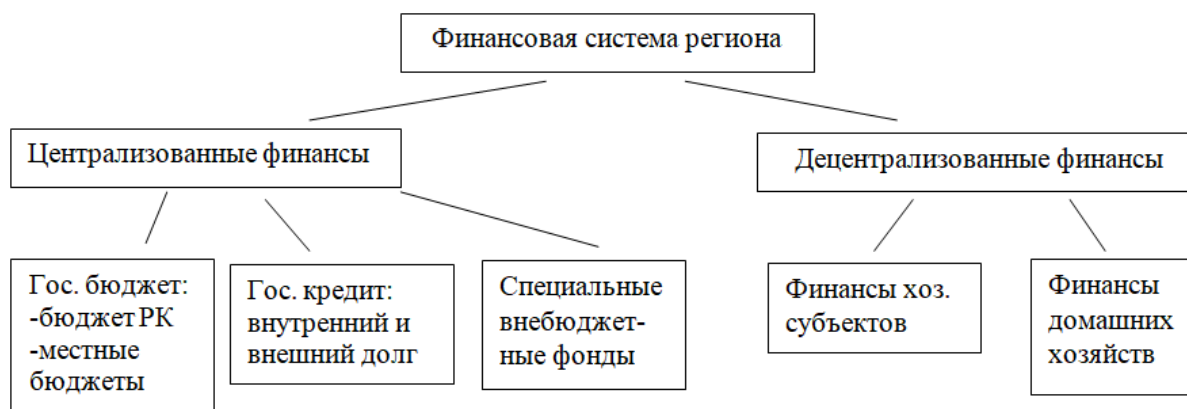 Финансовая система региона
Централизованные финансы
Децентрализованные финансы
Гос. бюджет:
-бюджет РК
-местные
бюджеты
Гос. кредит:
внутренний и
внешний долг
Специальные
внебюджет-
ные фонды
Финансы хоз.
субъектов
Финансы
домашних
хозяйств